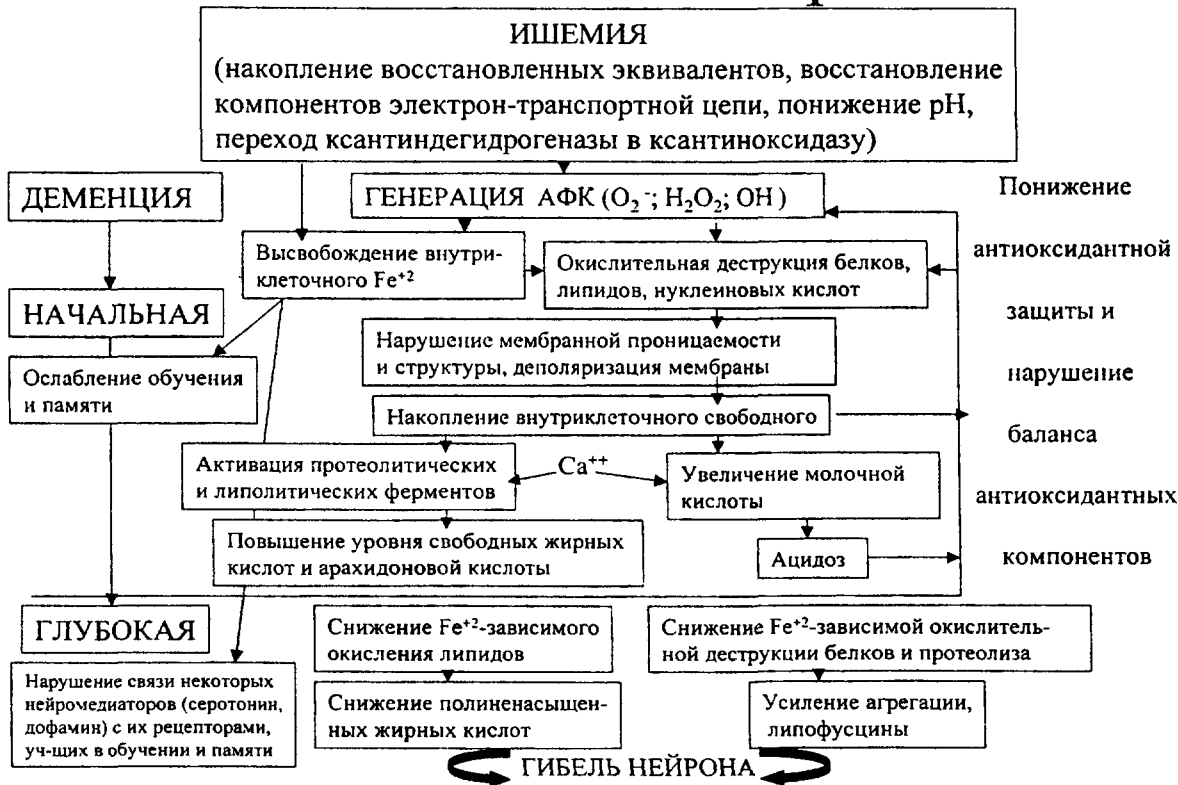 ИШЕМИЯ
(накопление восстановленных эквивалентов, восстановление
компонентов электрон-транспортной цепи, понижение pH,
переход ксантиндегидрогеназы в ксантиноксидазу)
ДЕМЕНЦИЯ
ГЕНЕРАЦИЯ АФК (O₂⁻; H₂O₂; OH )
Понижение
антиоксидантной
защиты и
нарушение
баланса
антиоксидантных
компонентов
Высвобождение внутри-
клеточного Fe⁺²
Окислительная деструкция белков,
липидов, нуклеиновых кислот
НАЧАЛЬНАЯ
Ослабление обучения
и памяти
Нарушение мембранной проницаемости
и структуры, деполяризация мембраны
Накопление внутриклеточного свободного
Ca⁺⁺
Активация протеолитических
и липолитических ферментов
Увеличение молочной
кислоты
Повышение уровня свободных жирных
кислот и арахидоновой кислоты
Ацидоз
ГЛУБОКАЯ
Нарушение связи некоторых
нейромедиаторов (серотонин,
дофамин) с их рецепторами,
уч-щих в обучении и памяти
Снижение Fe⁺²-зависимого
окисления липидов
Снижение Fe⁺²-зависимой окислитель-
ной деструкции белков и протеолиза
Снижение полиненасыщен-
ных жирных кислот
Усиление агрегации,
липофусцины
ГИБЕЛЬ НЕЙРОНА